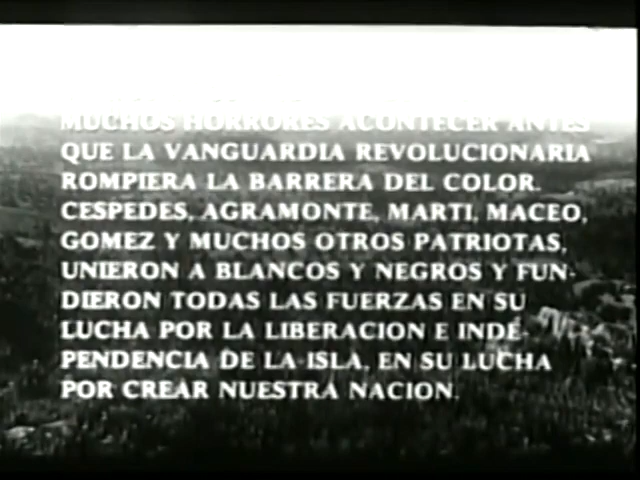 MUCHOS HORRORES ACONTECER ANTES
QUE LA VANGUARDIA REVOLUCIONARIA
ROMPIERA LA BARRERA DEL COLOR.
CESPEDES, AGRAMONTE, MARTI, MACEO,
GOMEZ Y MUCHOS OTROS PATRIOTAS,
UNIERON A BLANCOS Y NEGROS Y FUN-
DIERON TODAS LAS FUERZAS EN SU
LUCHA POR LA LIBERACION E INDE-
PENDENCIA DE LA ISLA, EN SU LUCHA
POR CREAR NUESTRA NACION.